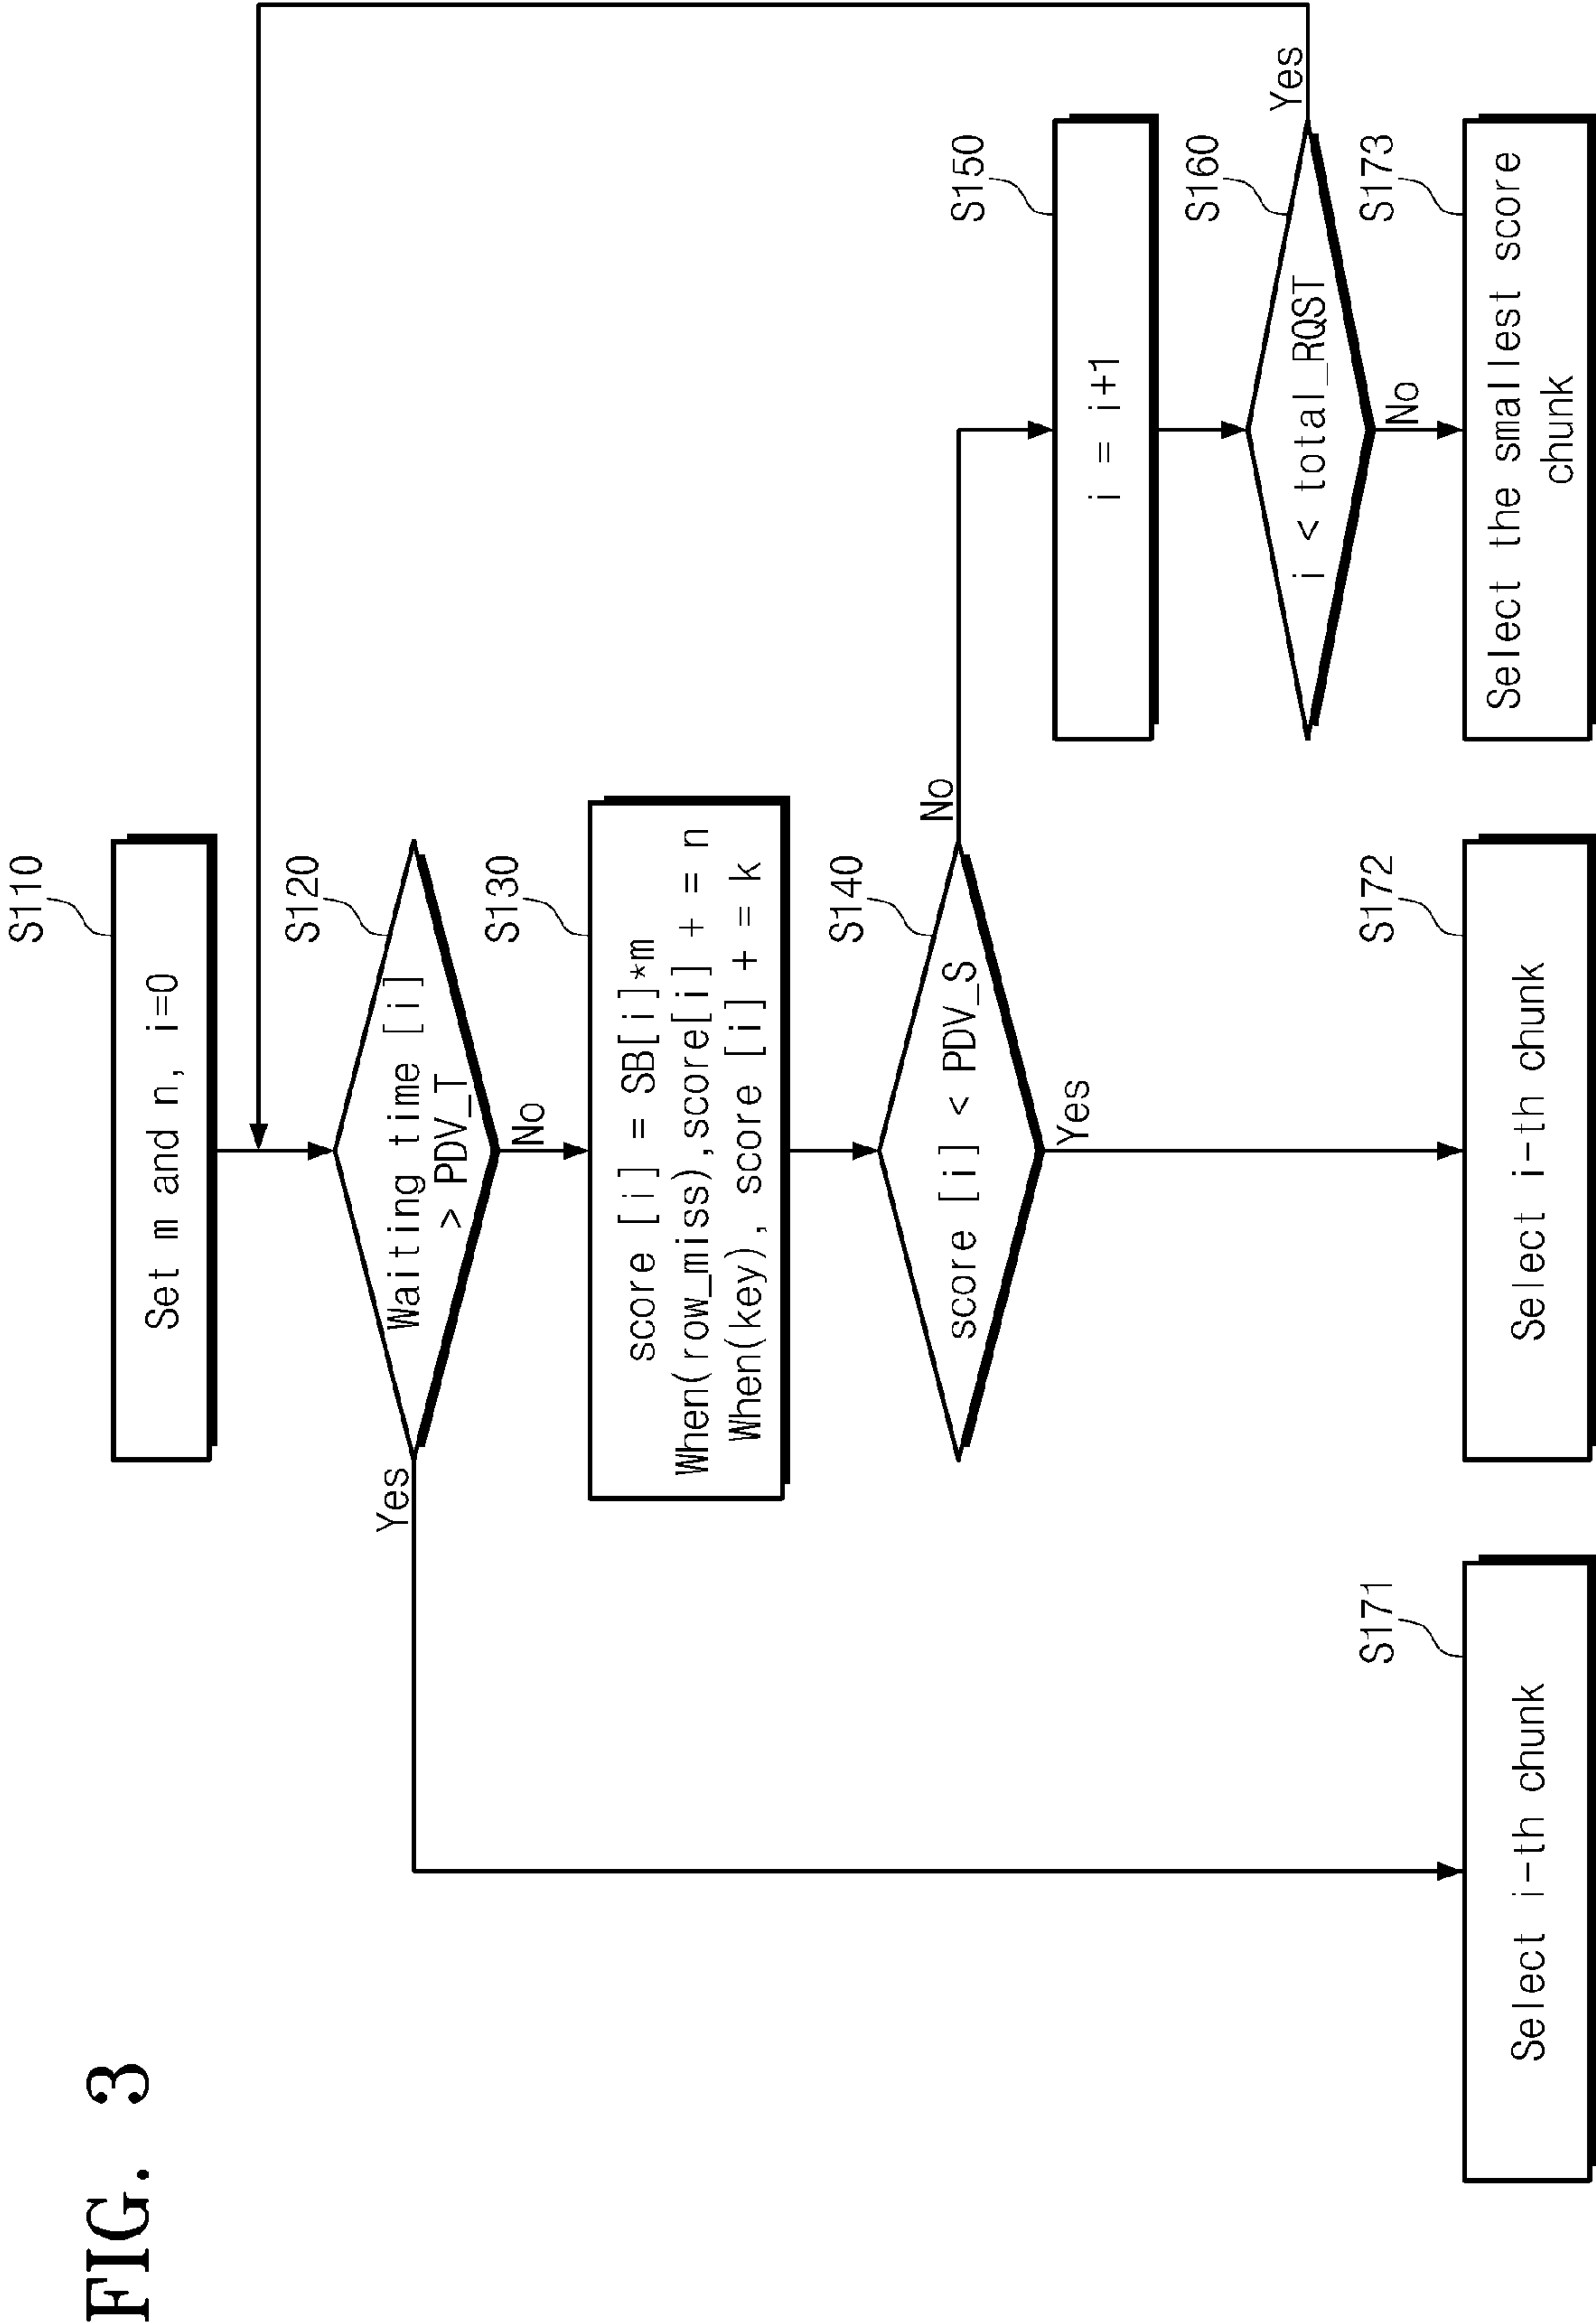 FIG. 3
S110
Set m and n, i=0
S120
Waiting time [i]
> PDV_T
Yes
No
S130
score [i] = SB[i]*m
When(row_miss),score[i] + = n
When(key), score [i] + = k
S140
score [i] < PDV_S
No
Yes
S150
i = i+1
S160
i < total_RQST
Yes
No
S171
Select i-th chunk
S172
Select i-th chunk
S173
Select the smallest score
chunk